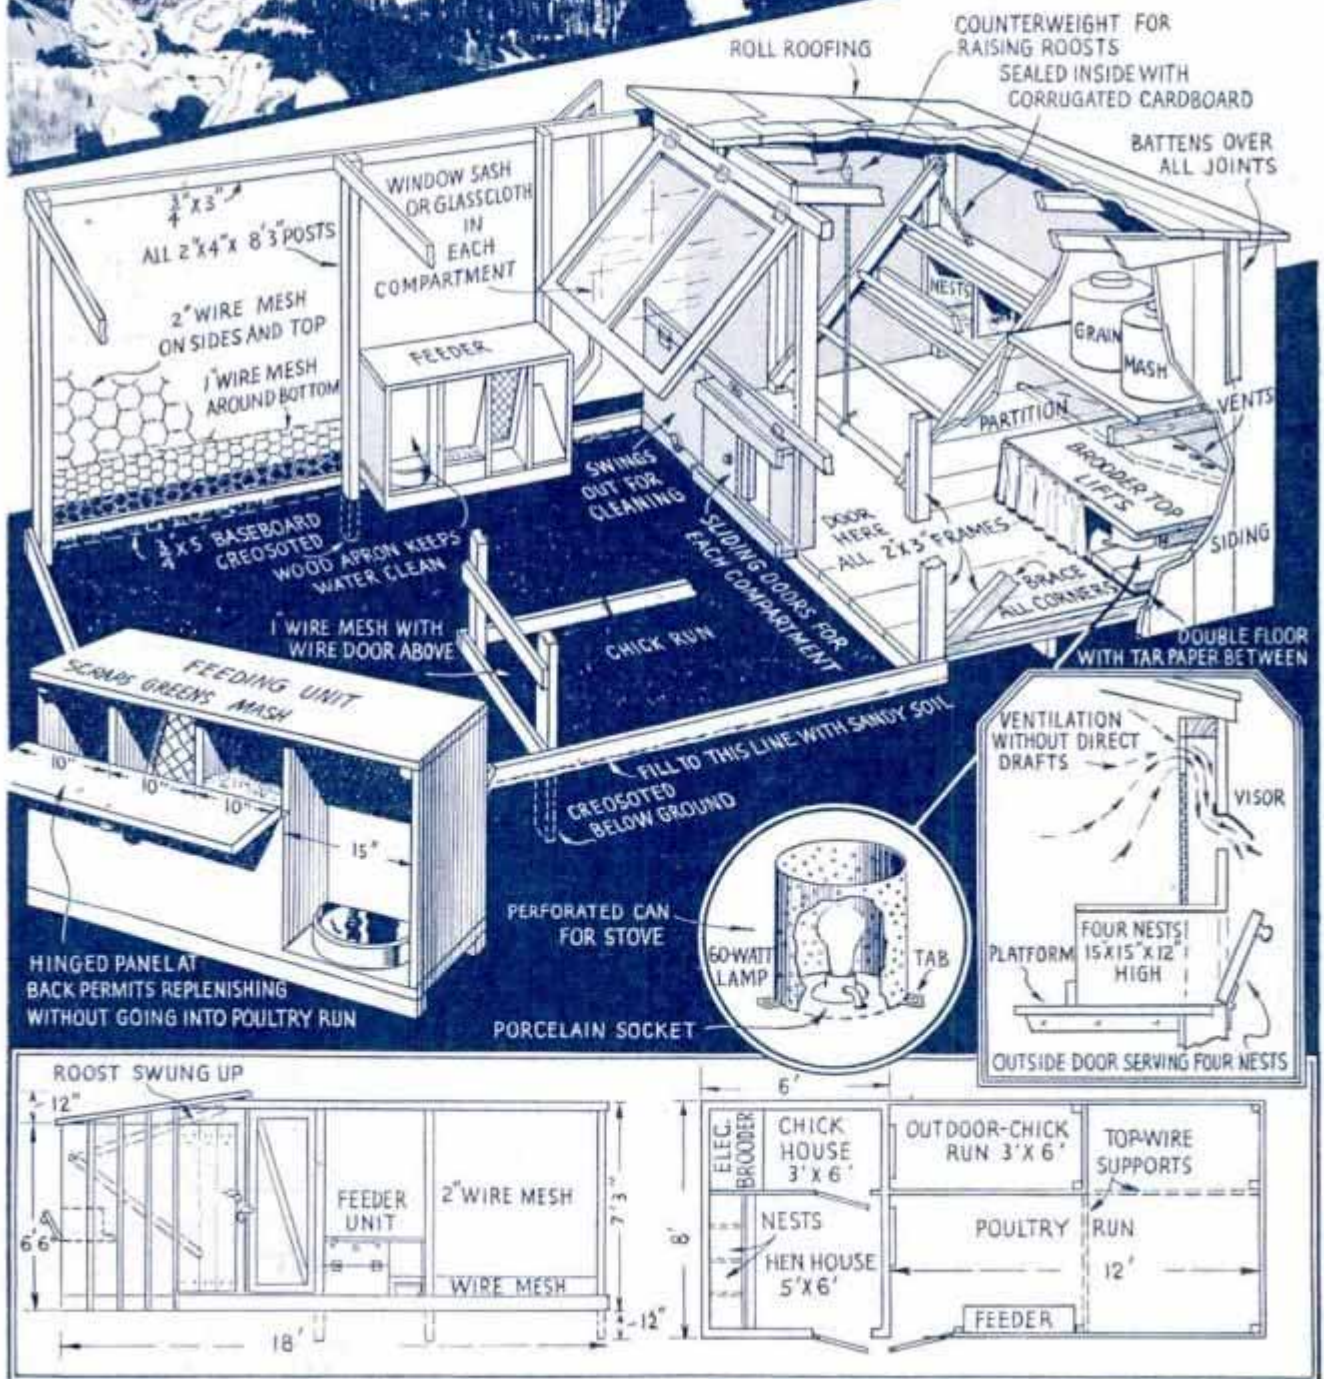 COUNTERWEIGHT FOR
RAISING ROOSTS
ROLL ROOFING
SEALED INSIDE WITH
CORRUGATED CARDBOARD
BATTENS OVER
ALL JOINTS
3/4" X 3"
ALL 2"X 4"X 8'3" POSTS
WINDOW SASH
OR GLASSCLOTH
IN
EACH
COMPARTMENT
2" WIRE MESH
ON SIDES AND TOP
1" WIRE MESH
AROUND BOTTOM
FEEDER
NESTS
GRAIN
MASH
PARTITION
VENTS
BROODER TOP
LIFTS
SIDING
SWINGS
OUT FOR
CLEANING
SLIDING DOORS FOR
EACH COMPARTMENT
DOOR
HERE
ALL 2"X 3" FRAMES
BRACE
ALL CORNERS
DOUBLE FLOOR
WITH TAR PAPER BETWEEN
3/4" X 5" BASEBOARD
CREOSOTED
WOOD APRON KEEPS
WATER CLEAN
1 WIRE MESH WITH
WIRE DOOR ABOVE
CHICK RUN
FEEDING UNIT
SCRAPS GREENS MASH
10"
10"
10"
15"
FILL TO THIS LINE WITH SANDY SOIL
CREOSOTED
BELOW GROUND
HINGED PANEL AT
BACK PERMITS REPLENISHING
WITHOUT GOING INTO POULTRY RUN
PERFORATED CAN
FOR STOVE
60-WATT
LAMP
TAB
PORCELAIN SOCKET
VENTILATION
WITHOUT DIRECT
DRAFTS
VISOR
PLATFORM
FOUR NESTS
15 X 15" X 12"
HIGH
OUTSIDE DOOR SERVING FOUR NESTS
ROOST SWUNG UP
12"
6'6"
FEEDER
UNIT
2" WIRE MESH
WIRE MESH
7'3"
12"
18'
6'
8'
ELEC.
BROODER
CHICK
HOUSE
3' X 6'
OUTDOOR-CHICK
RUN 3' X 6'
TOP-WIRE
SUPPORTS
NESTS
HEN HOUSE
5'X6'
POULTRY RUN
12'
FEEDER